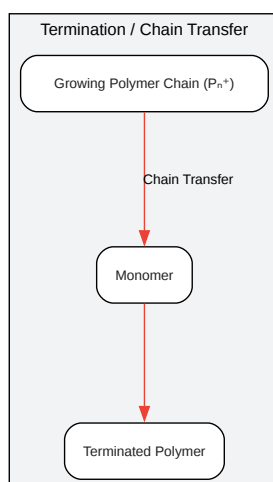 Termination / Chain Transfer
Growing Polymer Chain (Pₙ⁺)
Chain Transfer
Monomer
Terminated Polymer